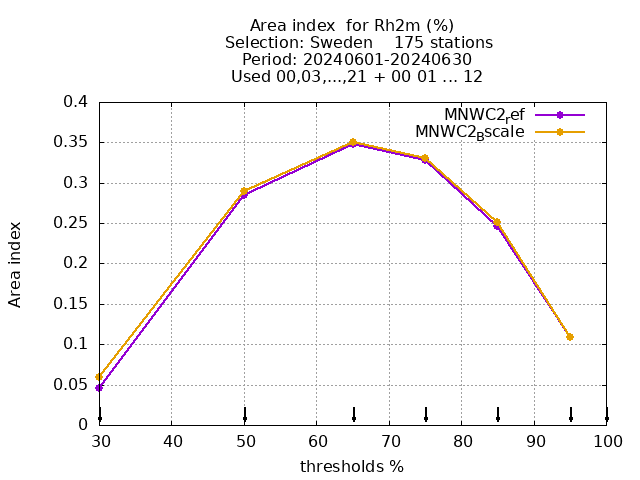 Area index  for Rh2m (%)
Selection: Sweden    175 stations
Period: 20240601-20240630
Used 00,03,...,21 + 00 01 ... 12
MNWC2ref
MNWC2Bscale
0.4
0.35
0.3
0.25
0.2
0.15
0.1
0.05
0
Area index
30 40 50 60 70 80 90 100
thresholds %